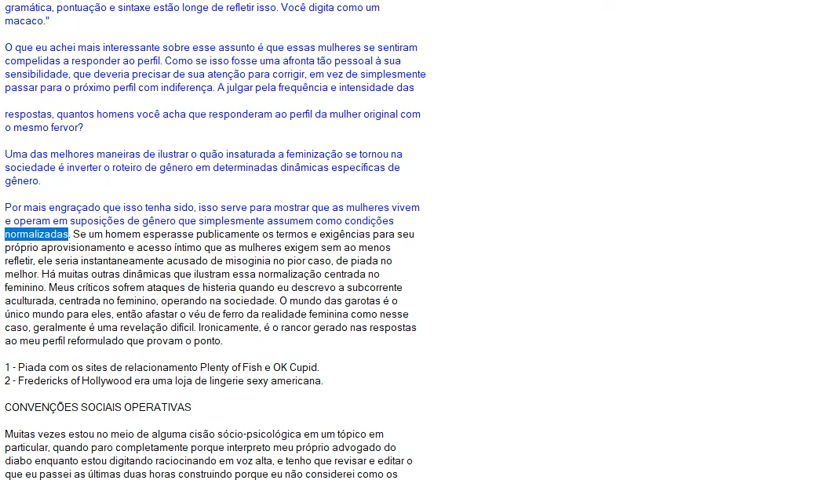 gramática, pontuação e sintaxe estão longe de refletir isso. Você digita como um
macaco."
O que eu achei mais interessante sobre esse assunto é que essas mulheres se sentiram
compelidas a responder ao perfil. Como se isso fosse uma afronta tão pessoal à sua
sensibilidade, que deveria precisar de sua atenção para corrigir, em vez de simplesmente
passar para o próximo perfil com indiferença. A julgar pela frequência e intensidade das
respostas, quantos homens você acha que responderam ao perfil da mulher original com
o mesmo fervor?
Uma das melhores maneiras de ilustrar o quão insaturada a feminização se tornou na
sociedade é inverter o roteiro de gênero em determinadas dinâmicas específicas de
gênero.
Por mais engraçado que isso tenha sido, isso serve para mostrar que as mulheres vivem
e operam em suposições de gênero que simplesmente assumem como condições
normalizadas. Se um homem esperasse publicamente os termos e exigências para seu
próprio aprovisionamento e acesso íntimo que as mulheres exigem sem ao menos
refletir, ele seria instantaneamente acusado de misoginia no pior caso, de piada no
melhor. Há muitas outras dinâmicas que ilustram essa normalização centrada no
feminino. Meus críticos sofrem ataques de histeria quando eu descrevo a subcorrente
aculturada, centrada no feminino, operando na sociedade. O mundo das garotas é o
único mundo para eles, então afastar o véu de ferro da realidade feminina como nesse
caso, geralmente é uma revelação difícil. Ironicamente, é o rancor gerado nas respostas
ao meu perfil reformulado que provam o ponto.
1 - Piada com os sites de relacionamento Plenty of Fish e OK Cupid.
2 - Fredericks of Hollywood era uma loja de lingerie sexy americana.
CONVENÇÕES SOCIAIS OPERATIVAS
Muitas vezes estou no meio de alguma cisão sócio-psicológica em um tópico em
particular, quando paro completamente porque interpreto meu próprio advogado do
diabo enquanto estou digitando raciocinando em voz alta, e tenho que revisar e editar o
que eu passei as últimas duas horas construindo porque eu não considerei como os